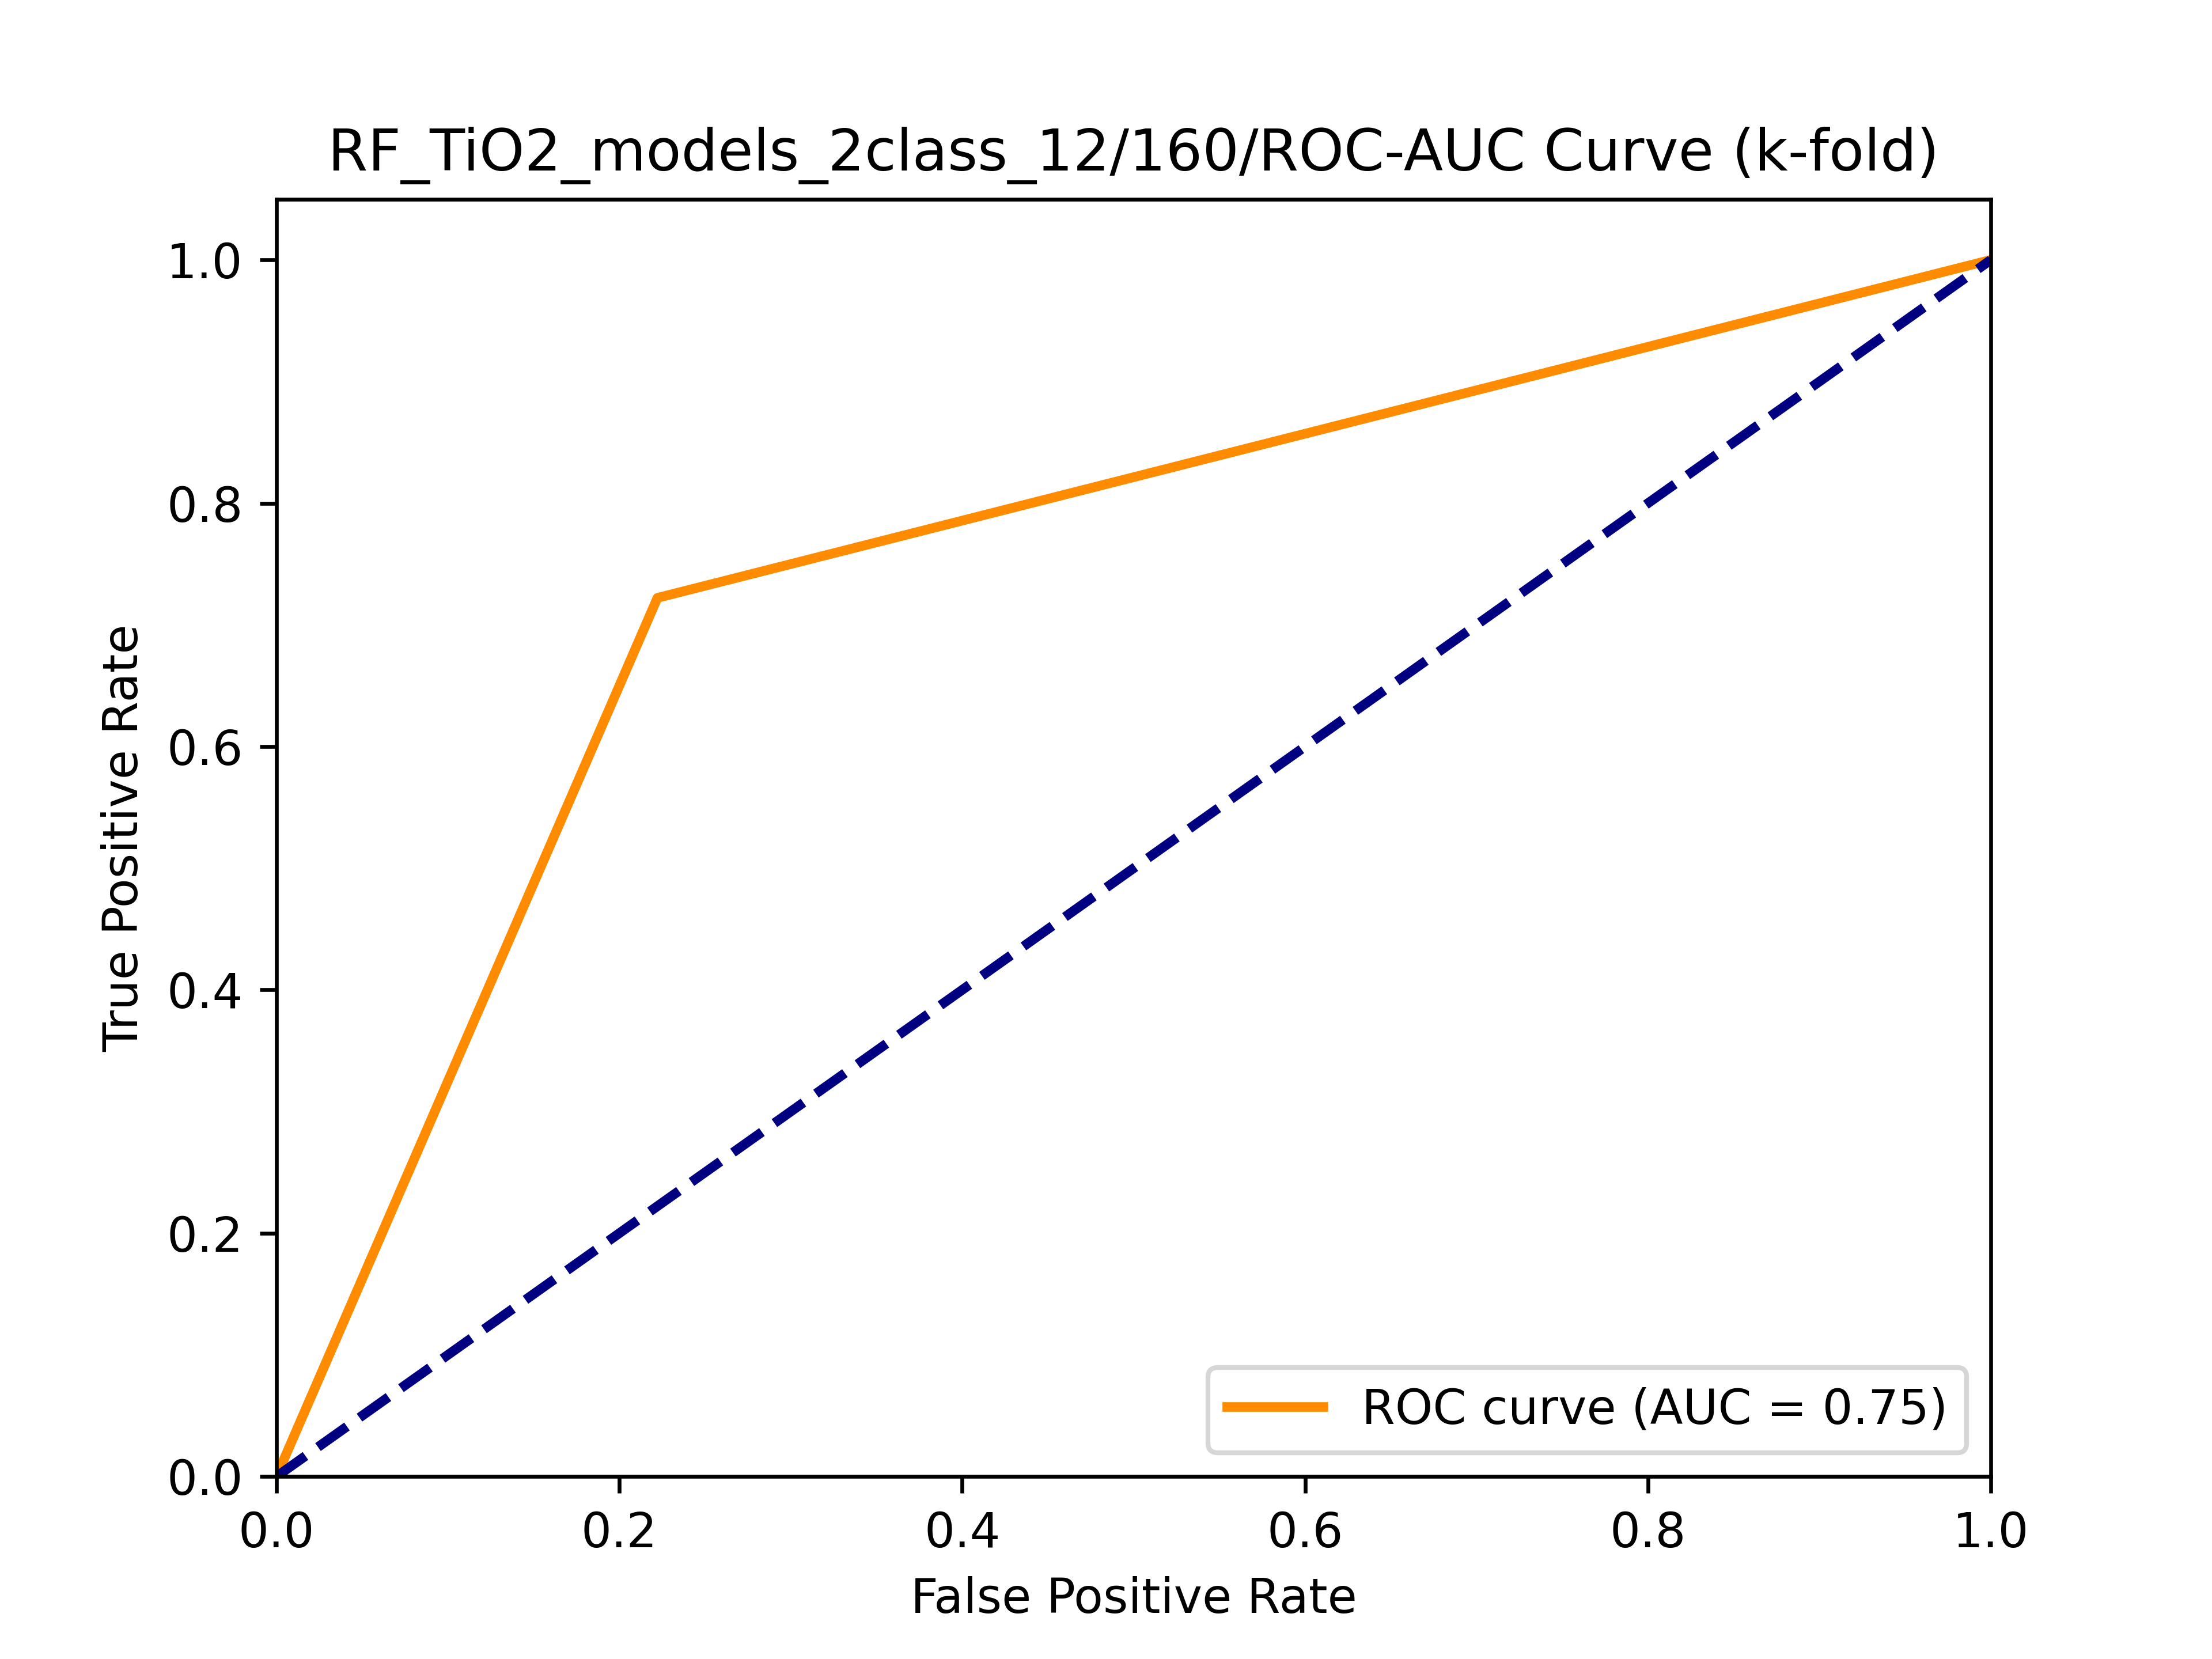 RF_TiO2_models_2class_12/160/ROC-AUC Curve (k-fold)
1.0
0.8
0.6
0.4
0.2
0.0
True Positive Rate
ROC curve (AUC = 0.75)
0.0 0.2 0.4 0.6 0.8 1.0
False Positive Rate